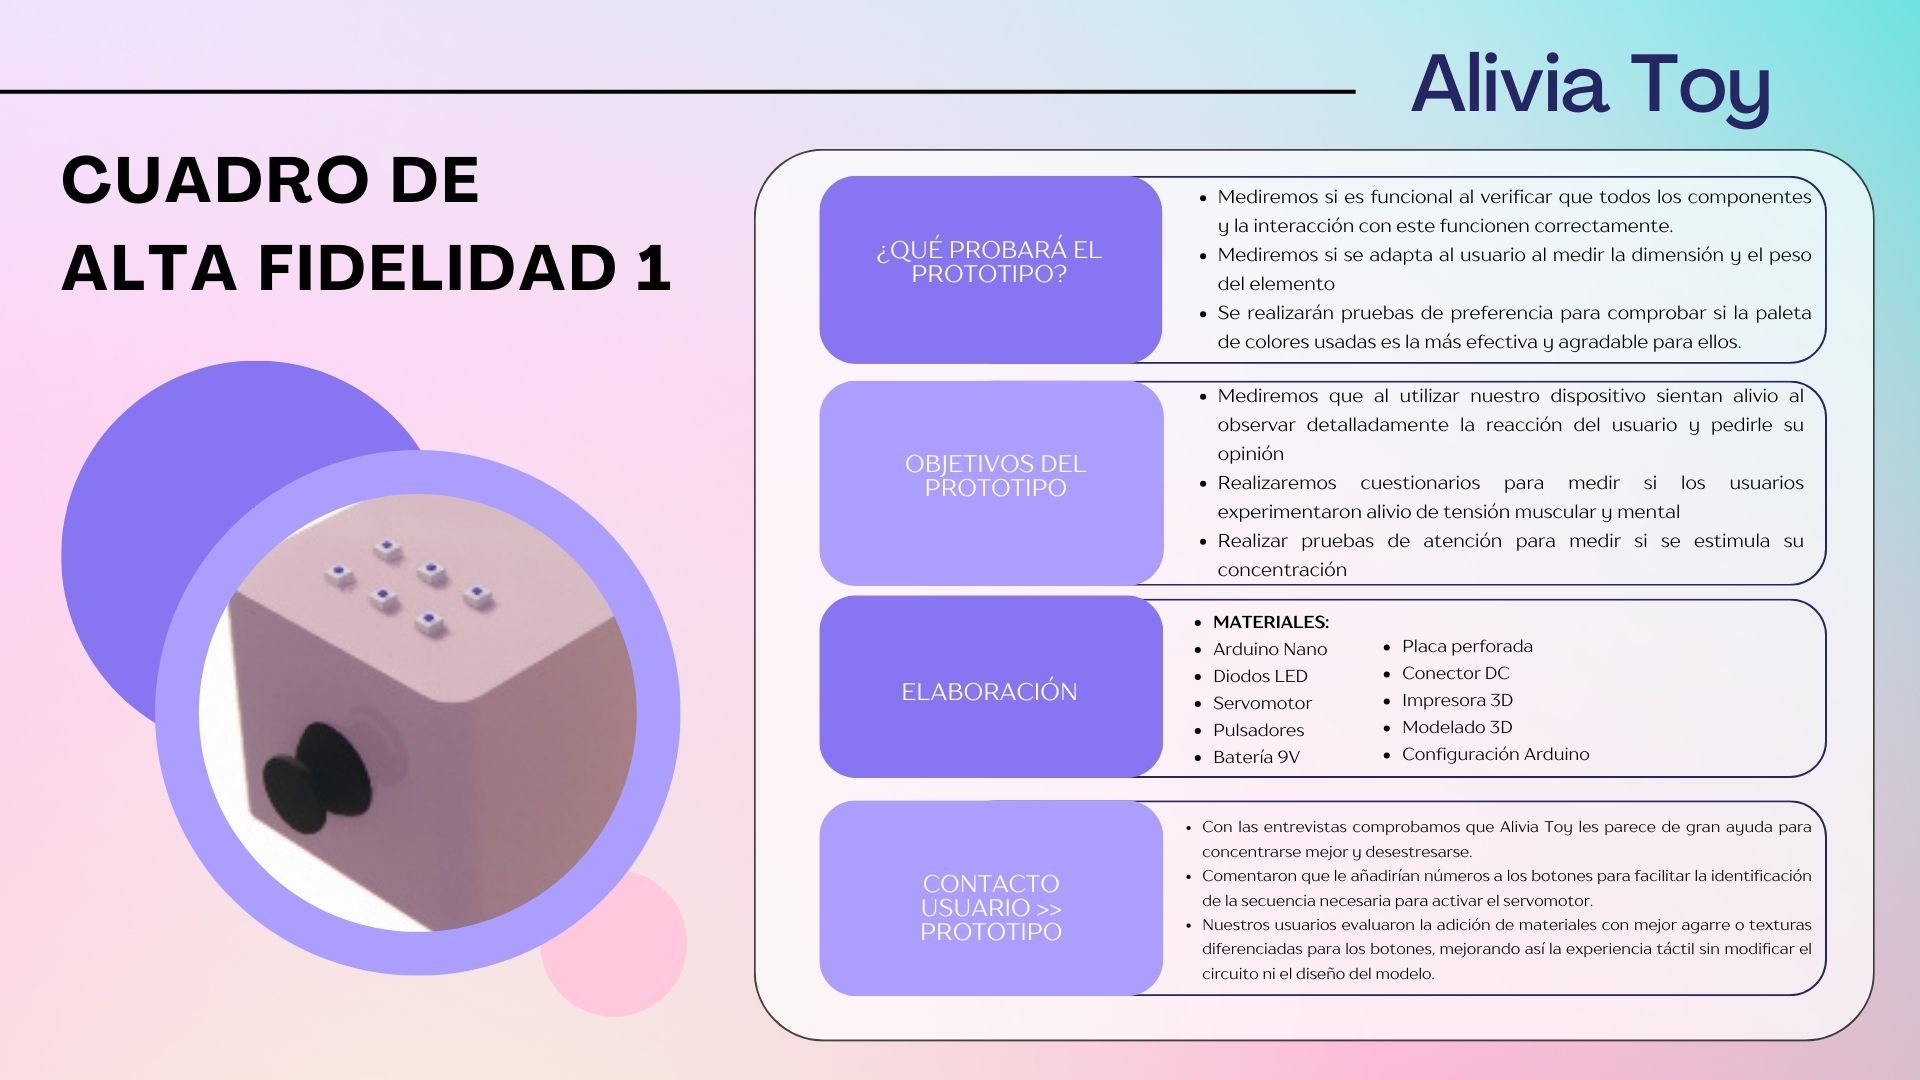 Alivia Toy
CUADRO DE
ALTA FIDELIDAD 1
¿QUÉ PROBARÁ EL
PROTOTIPO?
• Mediremos si es funcional al verificar que todos los componentes
y la interacción con este funcionen correctamente.
• Mediremos si se adapta al usuario al medir la dimensión y el peso
del elemento
• Se realizarán pruebas de preferencia para comprobar si la paleta
de colores usadas es la más efectiva y agradable para ellos.
OBJETIVOS DEL
PROTOTIPO
• Mediremos que al utilizar nuestro dispositivo sientan alivio al
observar detalladamente la reacción del usuario y pedirle su
opinión
• Realizaremos cuestionarios para medir si los usuarios
experimentaron alivio de tensión muscular y mental
• Realizar pruebas de atención para medir si se estimula su
concentración
ELABORACIÓN
• MATERIALES:
• Arduino Nano
• Diodos LED
• Servomotor
• Pulsadores
• Batería 9V
• Placa perforada
• Conector DC
• Impresora 3D
• Modelado 3D
• Configuración Arduino
CONTACTO
USUARIO >>
PROTOTIPO
• Con las entrevistas comprobamos que Alivia Toy les parece de gran ayuda para
concentrarse mejor y desestresarse.
• Comentaron que le añadirían números a los botones para facilitar la identificación
de la secuencia necesaria para activar el servomotor.
• Nuestros usuarios evaluaron la adición de materiales con mejor agarre o texturas
diferenciadas para los botones, mejorando así la experiencia táctil sin modificar el
circuito ni el diseño del modelo.